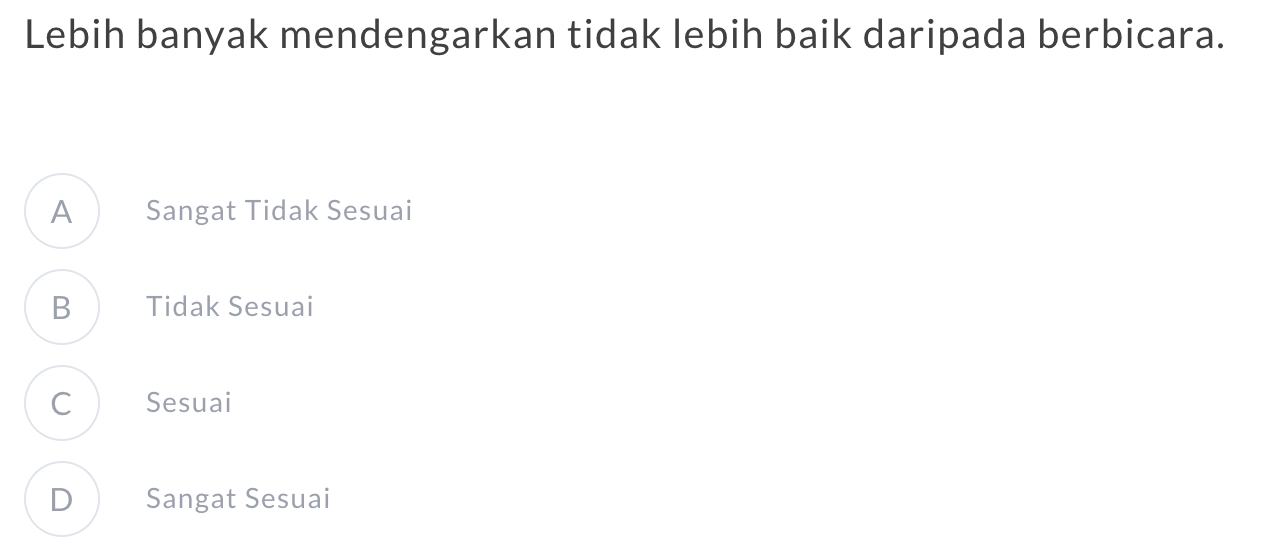 Lebih banyak mendengarkan tidak lebih baik daripada berbicara.
A Sangat Tidak Sesuai
B Tidak Sesuai
C Sesuai
D Sangat Sesuai